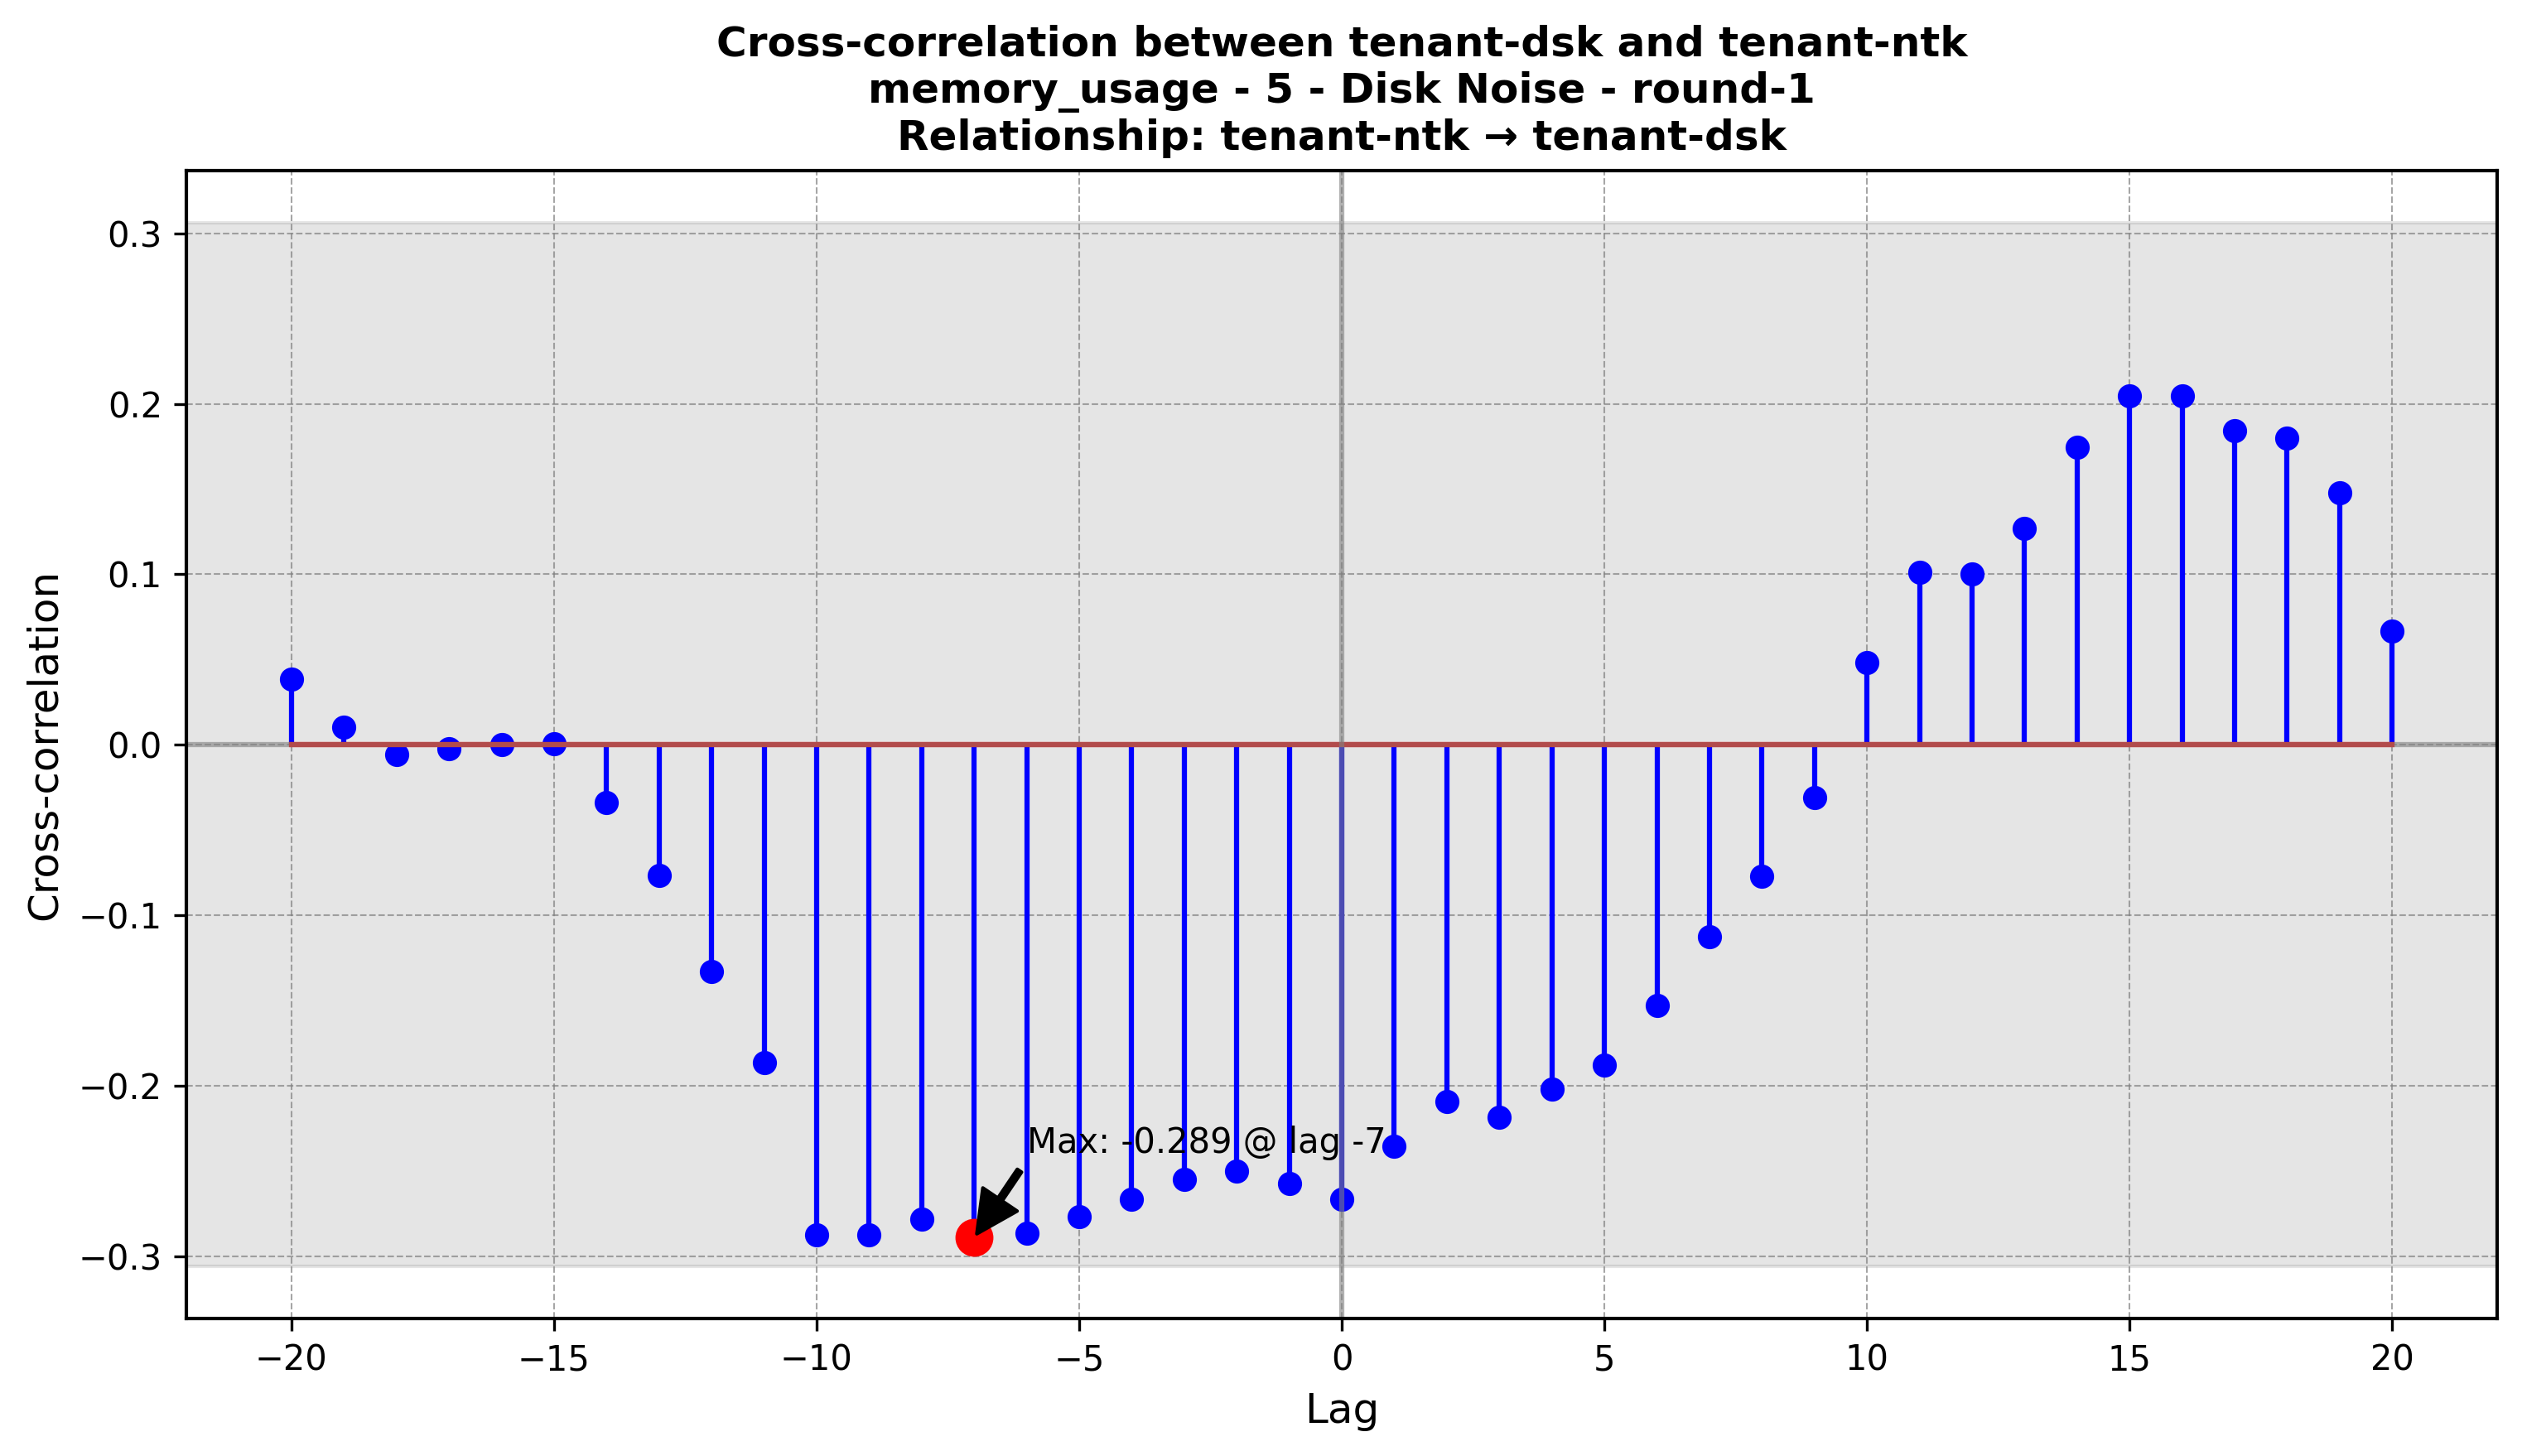 Cross-correlation between tenant-dsk and tenant-ntk
memory_usage - 5 - Disk Noise - round-1
Relationship: tenant-ntk → tenant-dsk
Cross-correlation
0.3
0.2
0.1
0.0
−0.1
−0.2
−0.3
Max: -0.289 @ lag -7
−20
−15
−10
−5
0
5
10
15
20
Lag